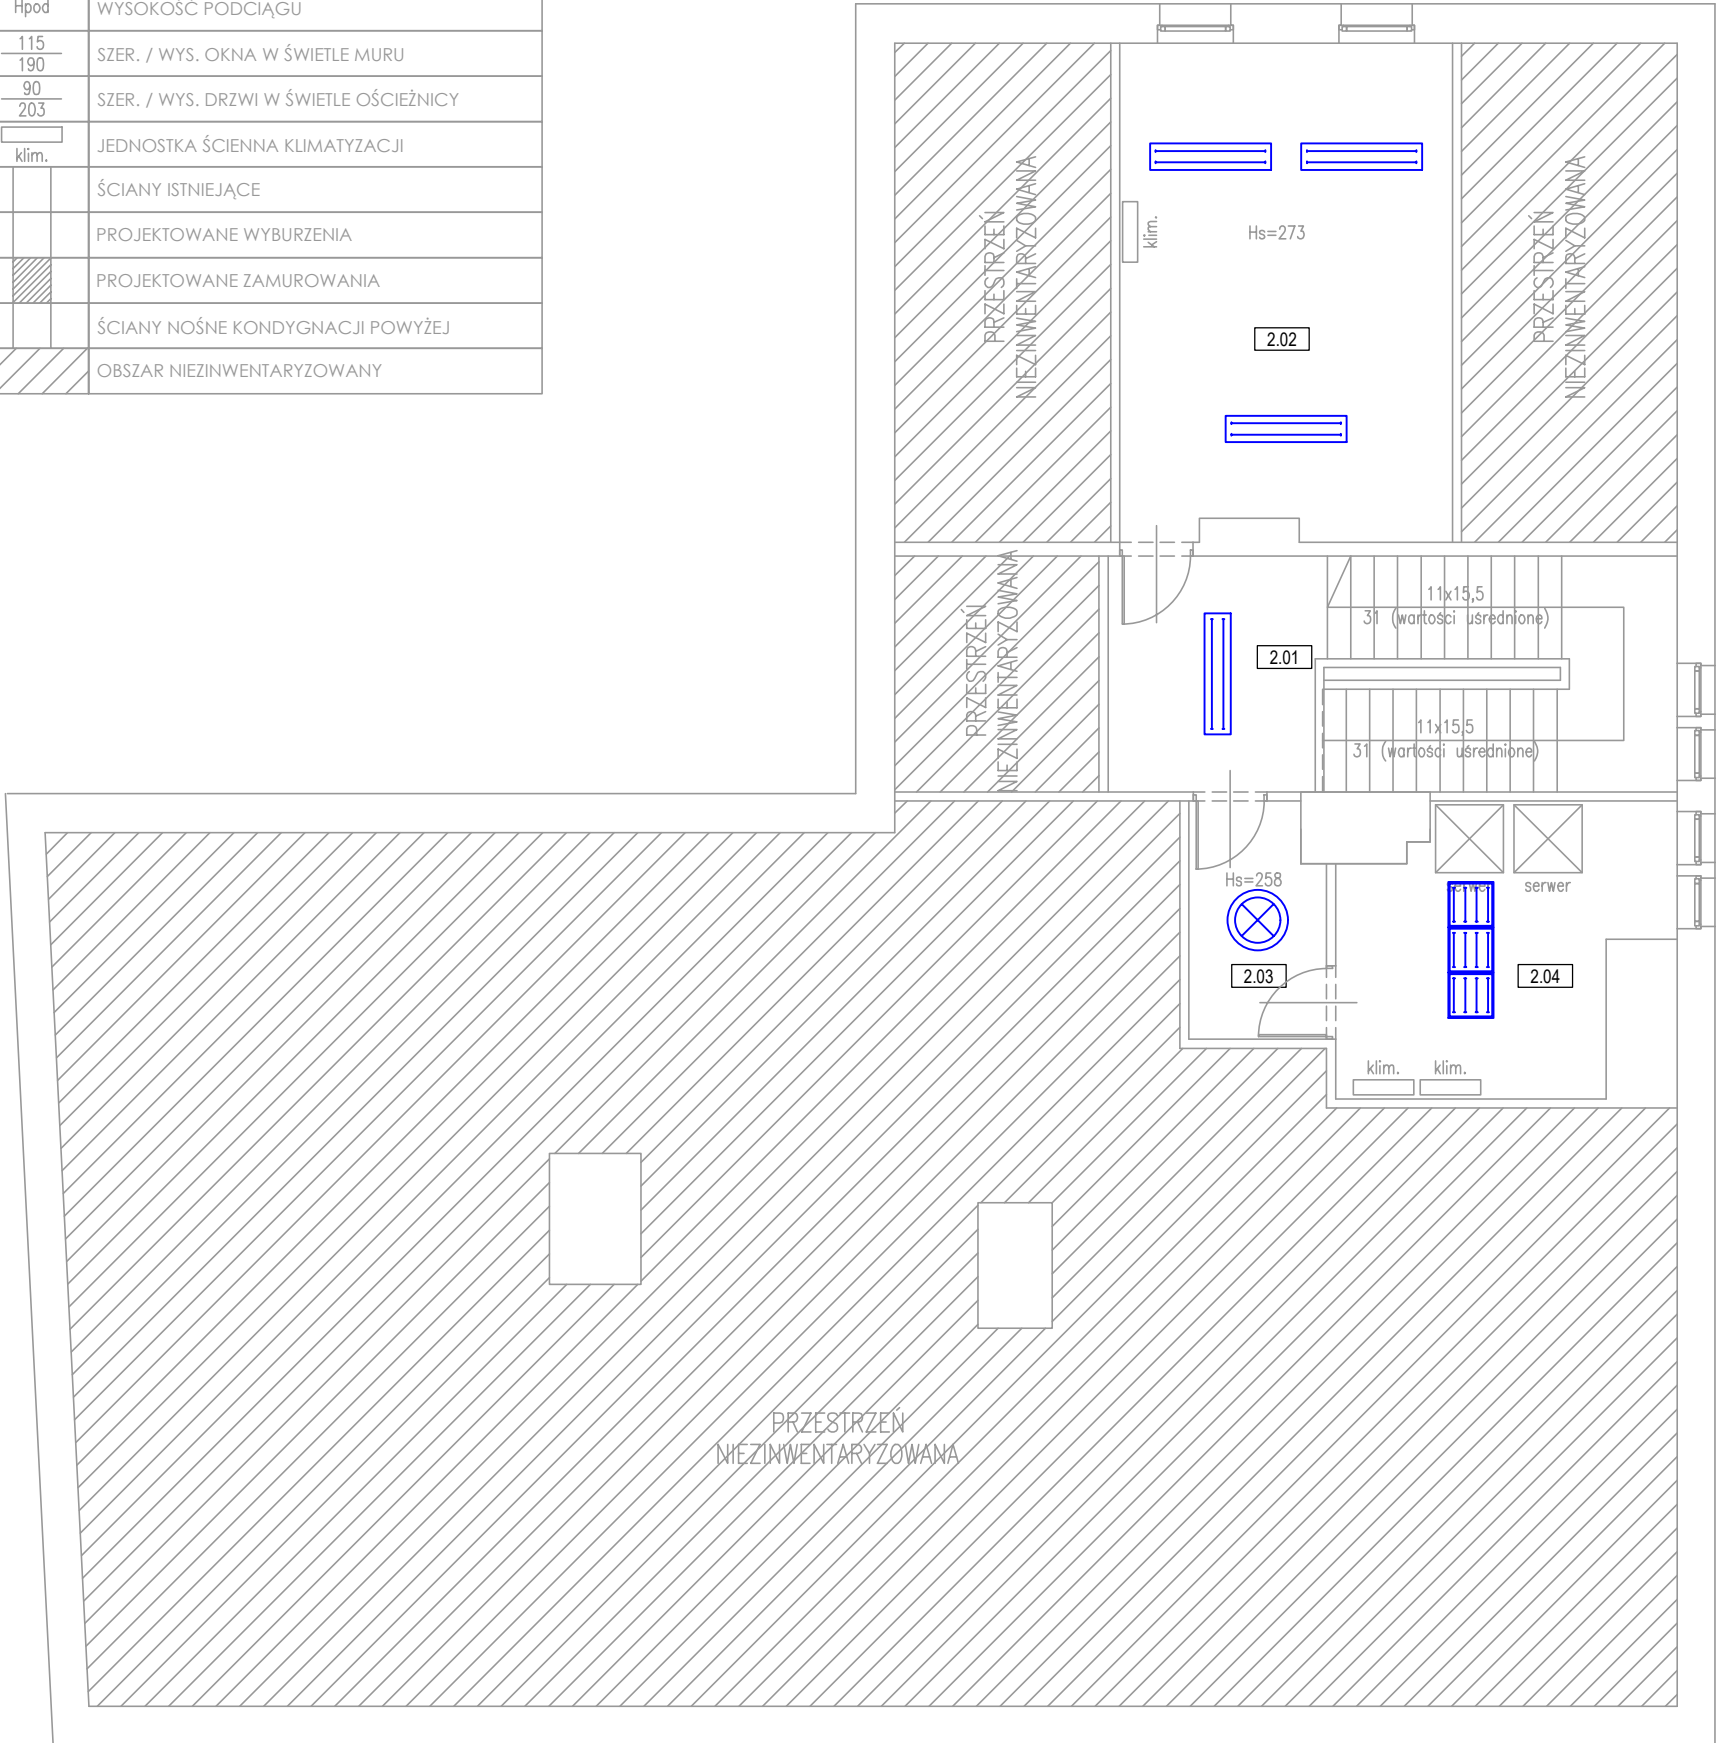 Hpod WYSOKOŚĆ PODCIĄGU
115
190
SZER. / WYS. OKNA W ŚWIETLE MURU
90
203
SZER. / WYS. DRZWI W ŚWIETLE OŚCIEŻNICY
klim.
JEDNOSTKA ŚCIENNA KLIMATYZACJI
ŚCIANY ISTNIEJĄCE
PROJEKTOWANE WYBURZENIA
PROJEKTOWANE ZAMUROWANIA
ŚCIANY NOŚNE KONDYGNACJI POWYŻEJ
OBSZAR NIEZINWENTARYZOWANY
PRZESTRZEŃ
NIEZINWENTARYZOWANA
klim.
Hs=273
2.02
PRZESTRZEŃ
NIEZINWENTARYZOWANA
PRZESTRZEŃ
NIEZINWENTARYZOWANA
2.01
11x15,5
31 (wartości uśrednione)
11x15,5
31 (wartości uśrednione)
Hs=258
2.03
serwer
serwer
2.04
klim.
klim.
PRZESTRZEŃ
NIEZINWENTARYZOWANA